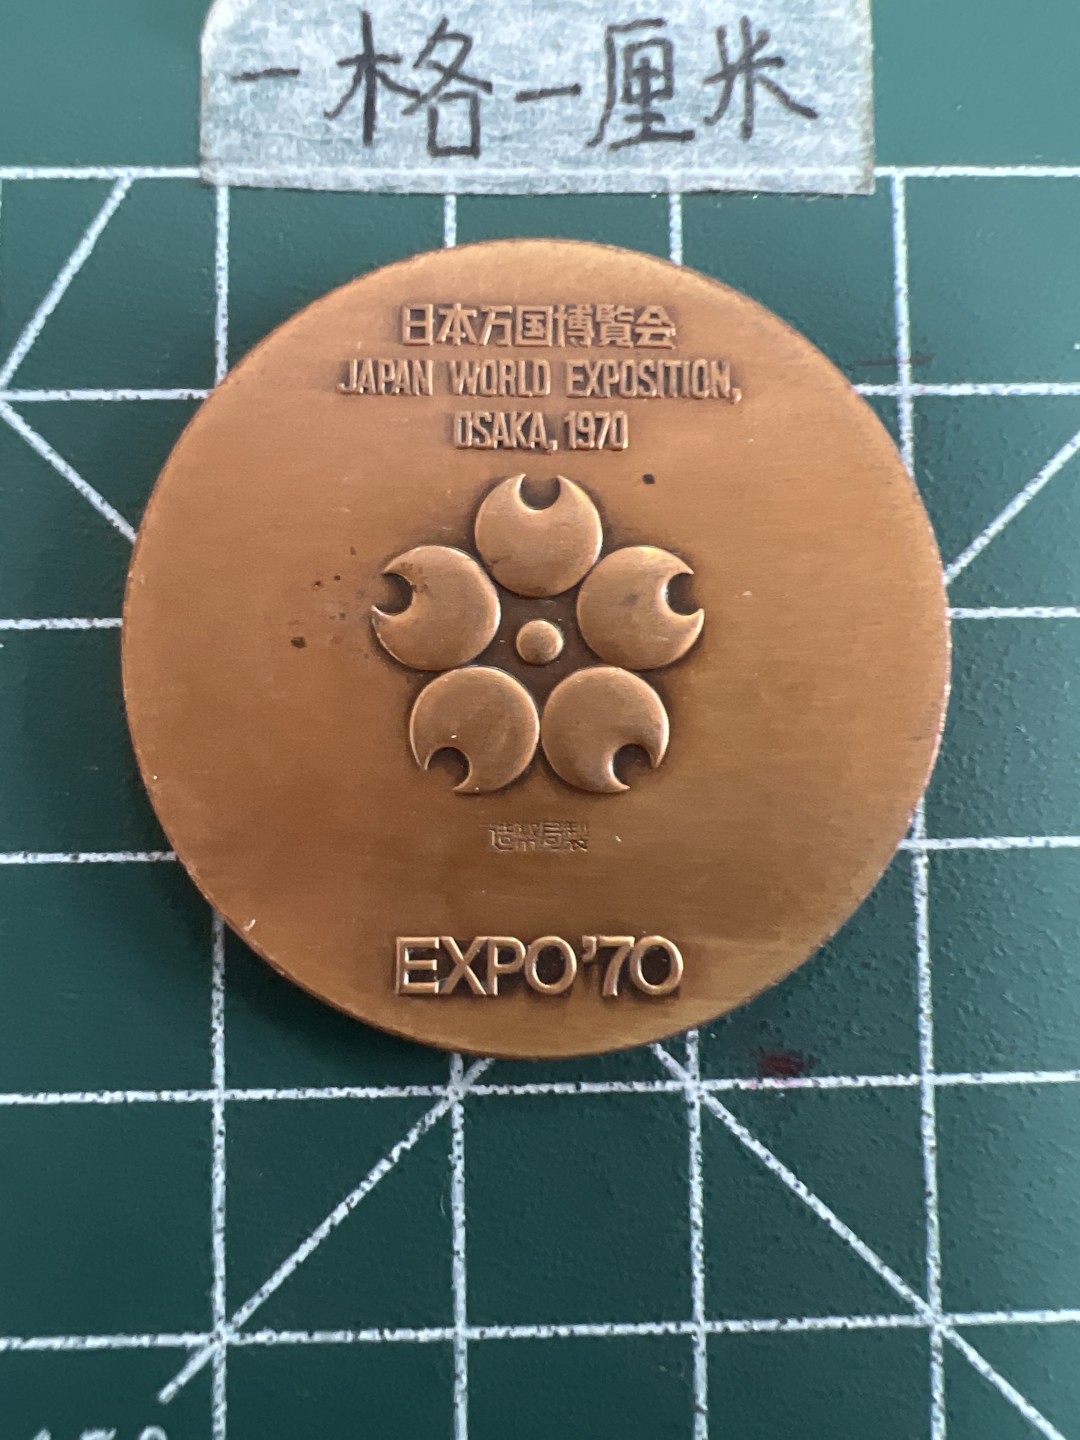 一格一厘米
日本万国博覧会
JAPAN WORLD EXPOSITION,
OSAKA, 1970
造幣局製
EXPO'70